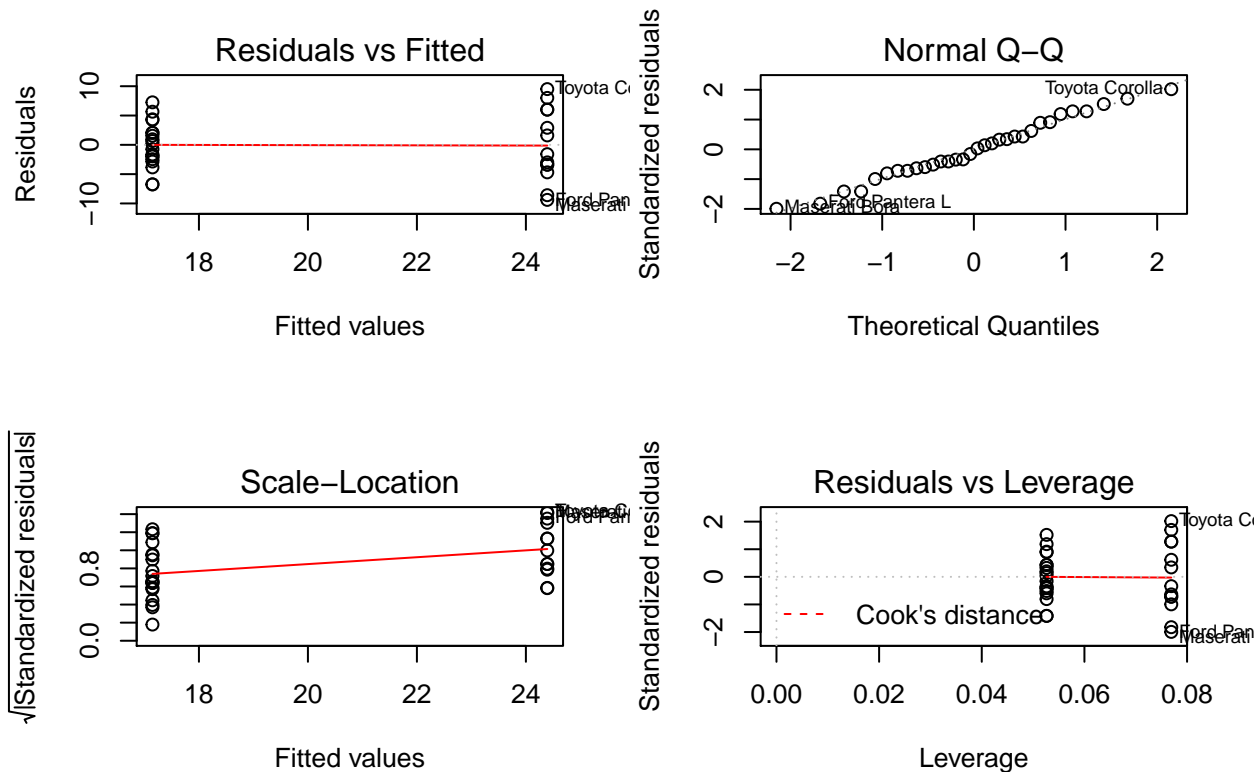 Residuals vs Fitted
Residuals
10
0
−10
Toyota Co
Ford Pan
Maserati
18 20 22 24
Fitted values
Normal Q−Q
Standardized residuals
2
0
−2
Toyota Corolla
Ford Pantera L
Maserati Bora
−2 −1 0 1 2
Theoretical Quantiles
Scale−Location
√|Standardized residuals|
0.8
0.0
Ford Pan
18 20 22 24
Fitted values
Residuals vs Leverage
Standardized residuals
2
0
−2
Toyota Co
Ford Pan
Maserati
Cook's distance
0.00 0.02 0.04 0.06 0.08
Leverage